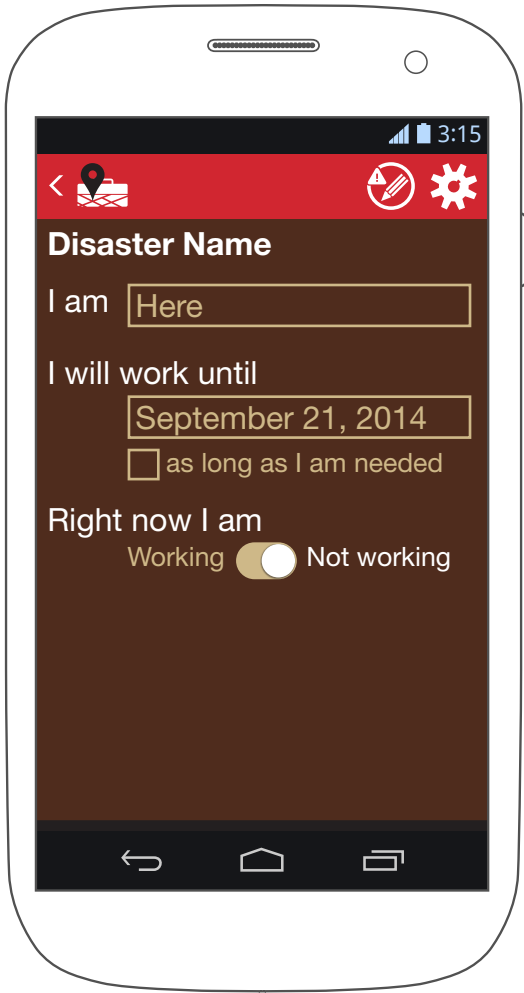 3:15
Disaster Name
I am Here
I will work until
September 21, 2014
as long as I am needed
Right now I am
Working Not working